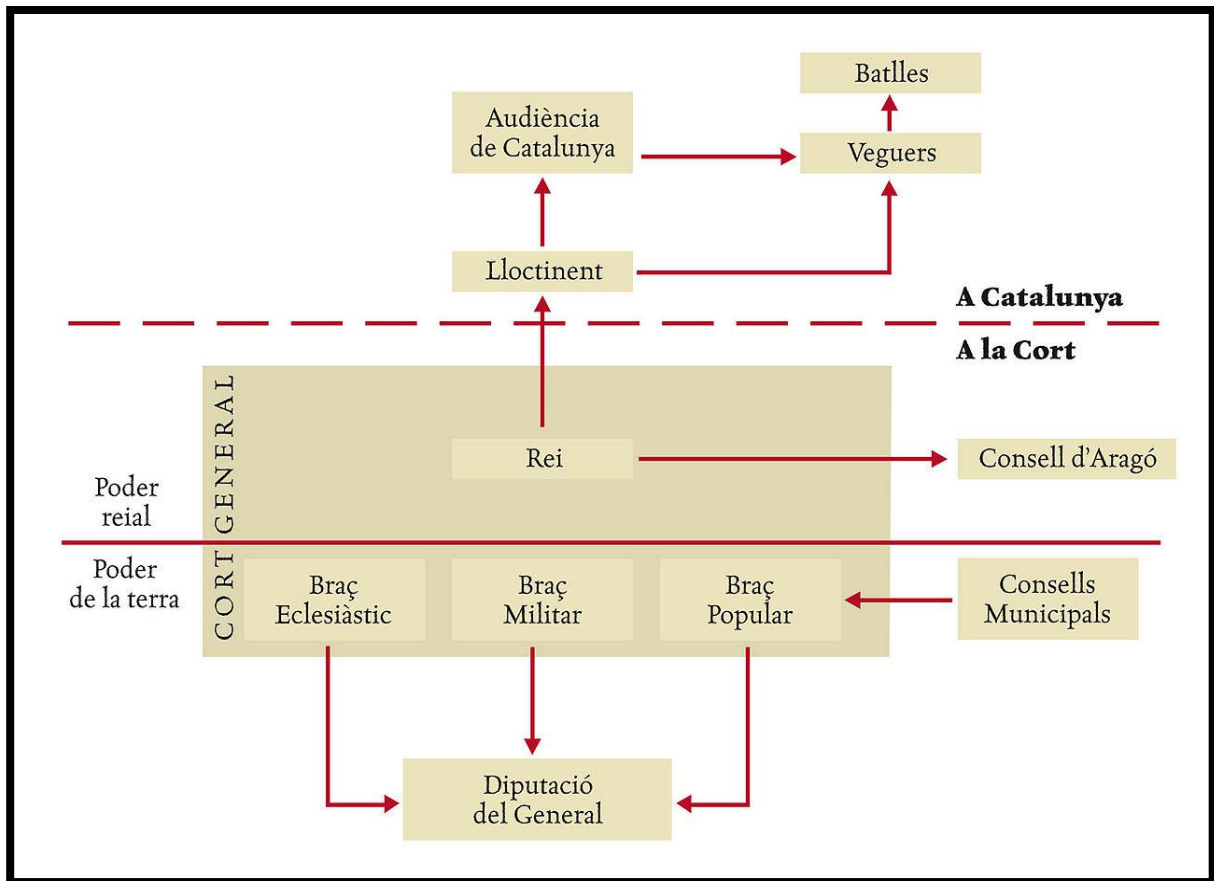 Batlles
Audiència
de Catalunya
Veguers
Lloctinent
A Catalunya
A la Cort
CORT GENERAL
Rei
Consell d'Aragó
Poder
reial
Poder
de la terra
Braç
Eclesiàstic
Braç
Militar
Braç
Popular
Consells
Municipals
Diputació
del General